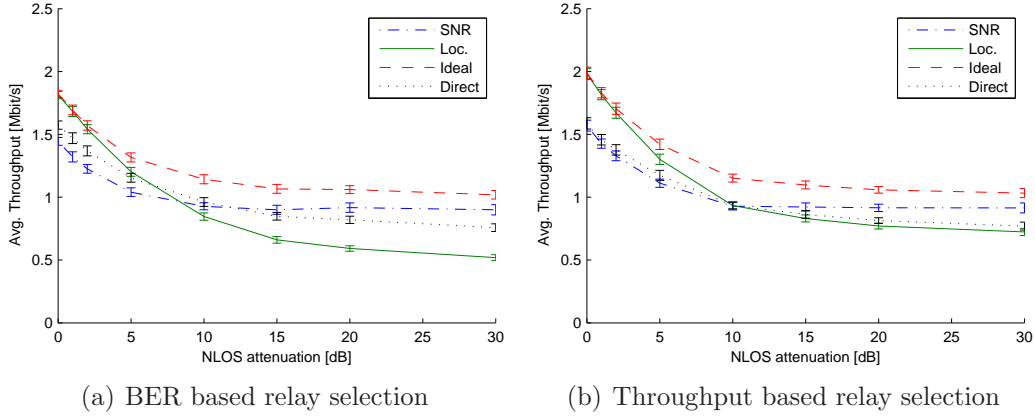 2.5
2
1.5
1
0.5
0
Avg. Throughput [Mbit/s]
SNR
Loc.
Ideal
Direct
0 5 10 15 20 25 30
NLOS attenuation [dB]
(a) BER based relay selection
2.5
2
1.5
1
0.5
0
Avg. Throughput [Mbit/s]
SNR
Loc.
Ideal
Direct
0 5 10 15 20 25 30
NLOS attenuation [dB]
(b) Throughput based relay selection